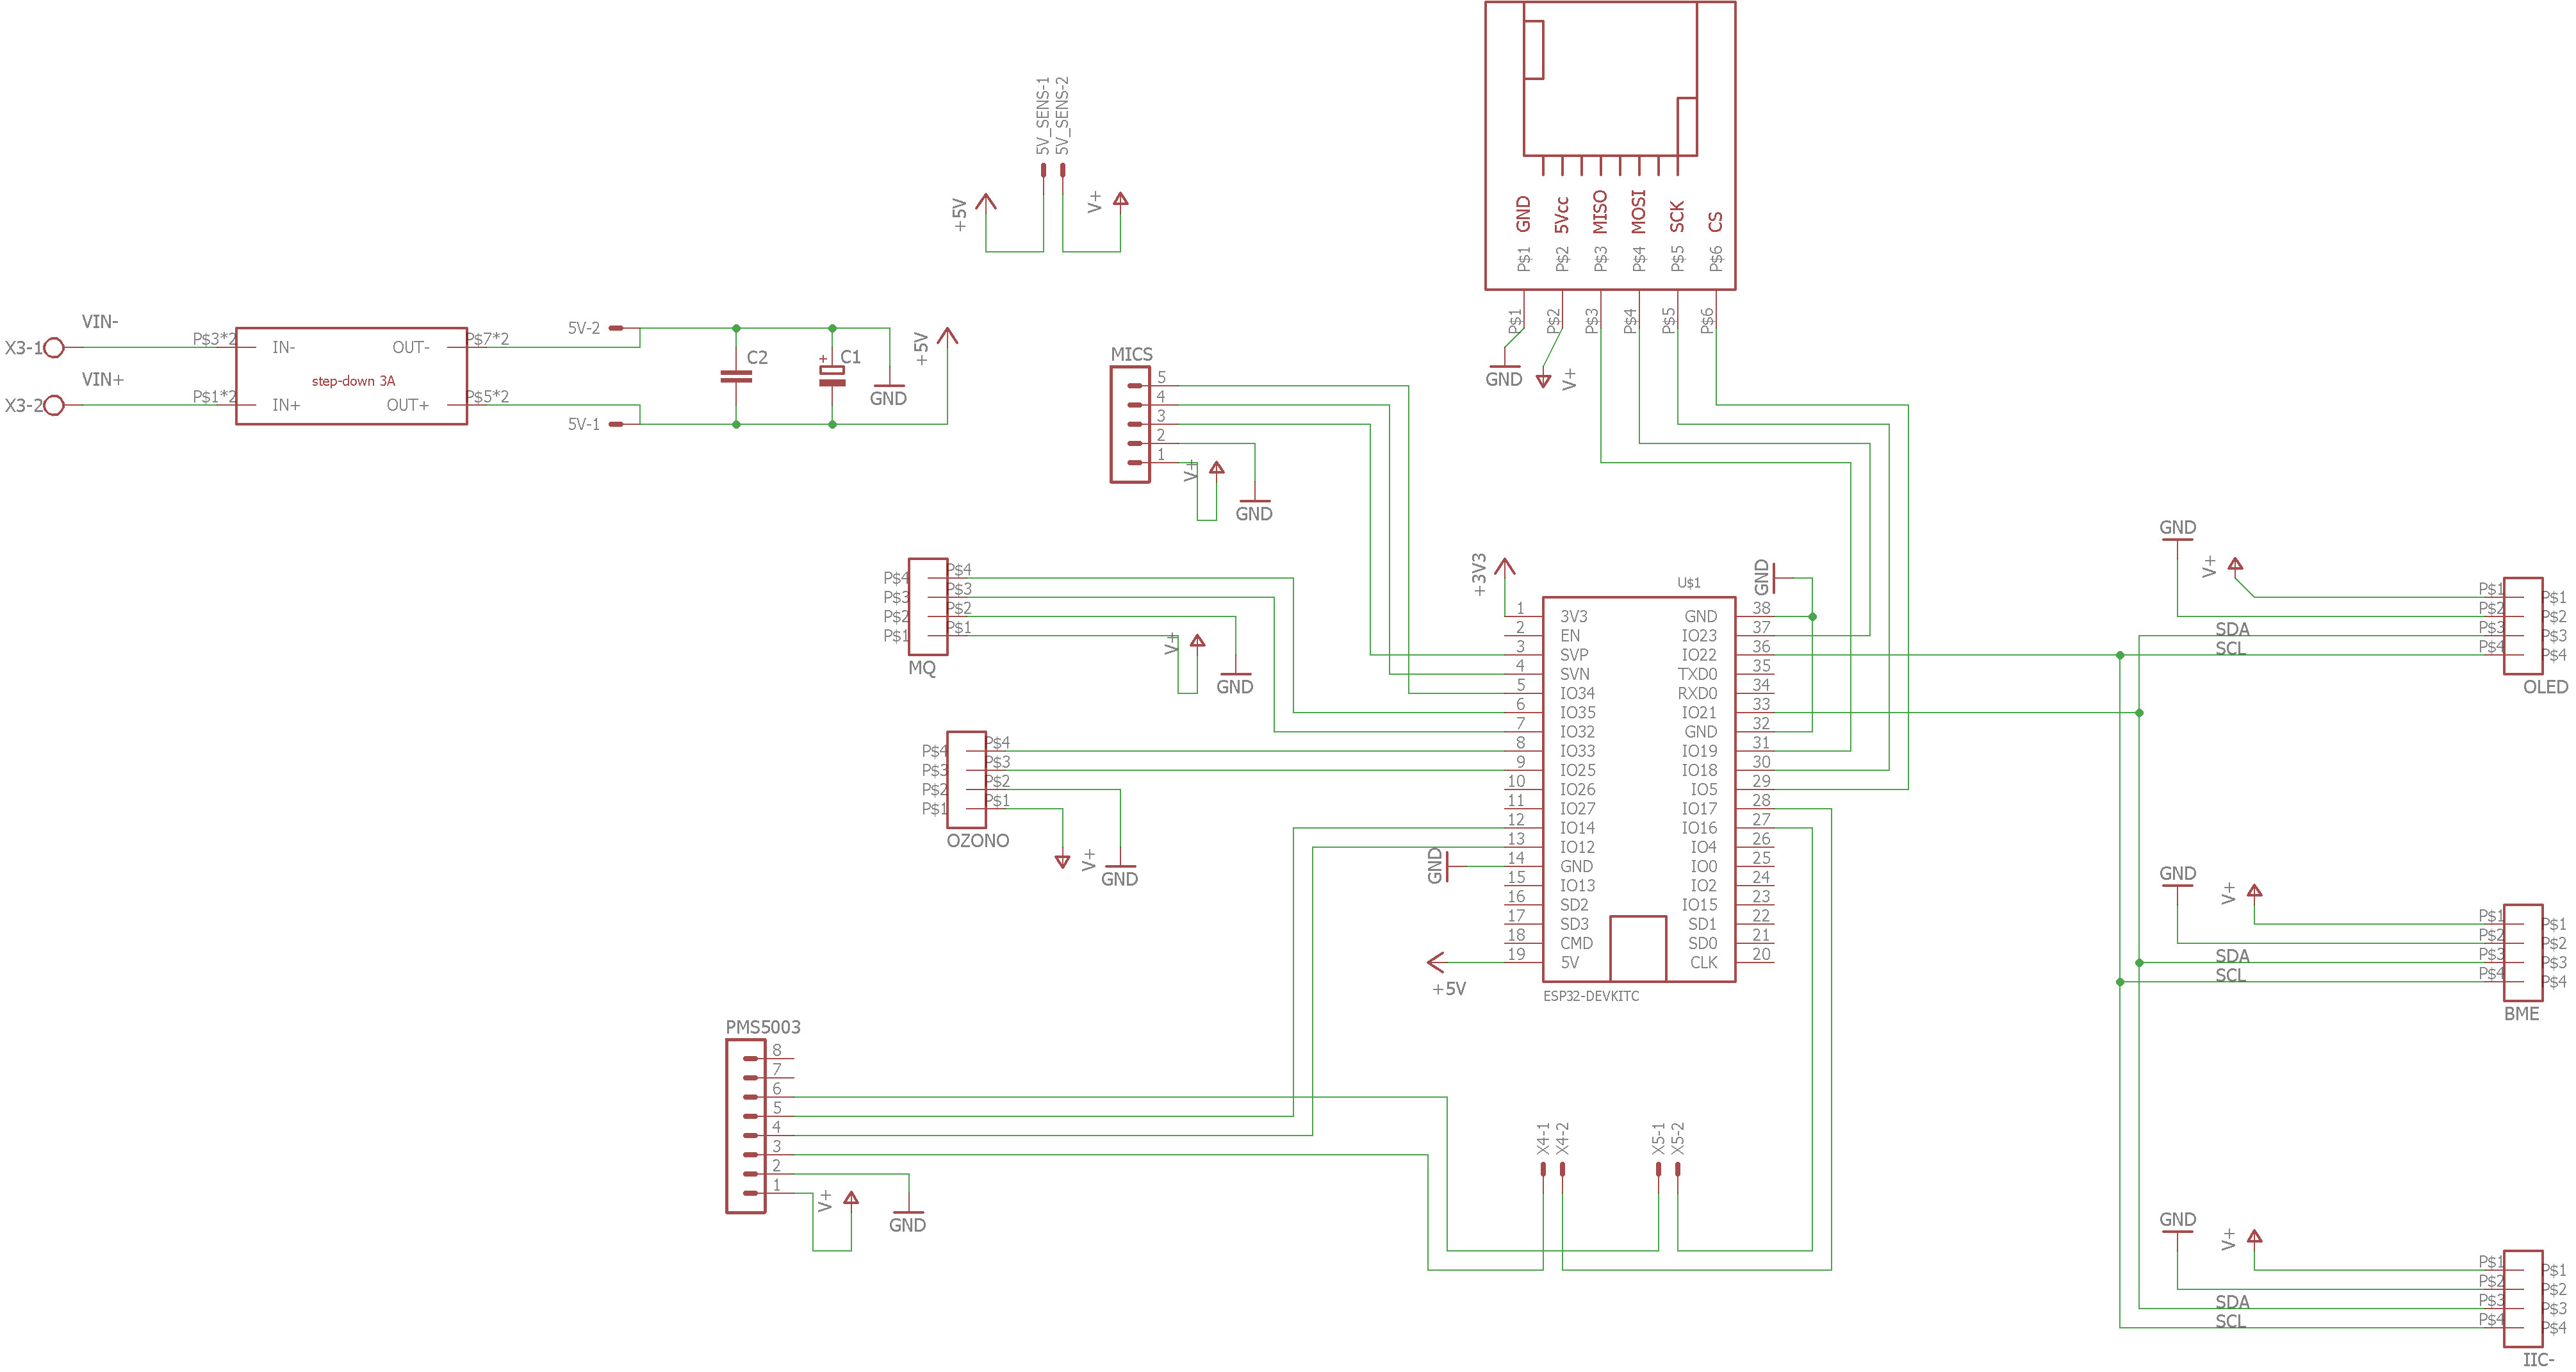 5V_SENS-1
5V_SENS-2
+5V
V+
GND
5Vcc
MISO
MOSI
SCK
CS
P$1
P$2
P$3
P$4
P$5
P$6
P$1
P$2
P$3
P$4
P$5
P$6
GND
V+
X3-1
VIN-
P$3*2
IN-
OUT-
P$7*2
step-down 3A
X3-2
VIN+
P$1*2
IN+
OUT+
P$5*2
5V-2
5V-1
C2
+
C1
GND
+5V
MICS
5
4
3
2
1
V+
GND
MQ
P$4
P$3
P$2
P$1
P$4
P$3
P$2
P$1
V+
GND
OZONO
P$4
P$3
P$2
P$1
P$4
P$3
P$2
P$1
V+
GND
+3V3
U$1
GND
1 3V3 GND 38
2 EN IO23 37
3 SVP IO22 36
4 SVN TXD0 35
5 IO34 RXD0 34
6 IO35 IO21 33
7 IO32 GND 32
8 IO33 IO19 31
9 IO25 IO18 30
10 IO26 IO5 29
11 IO27 IO17 28
12 IO14 IO16 27
13 IO12 IO4 26
14 GND IO0 25
15 IO13 IO2 24
16 SD2 IO15 23
17 SD3 SD1 22
18 CMD SD0 21
19 5V CLK 20
GND
+5V
ESP32-DEVKITC
PMS5003
8
7
6
5
4
3
2
1
V+
GND
X4-1
X4-2
X5-1
X5-2
GND
V+
P$1 P$1
P$2 P$2
SDA P$3 P$3
SCL P$4 P$4
OLED
GND
V+
P$1 P$1
P$2 P$2
SDA P$3 P$3
SCL P$4 P$4
BME
GND
V+
P$1 P$1
P$2 P$2
SDA P$3 P$3
SCL P$4 P$4
IIC-